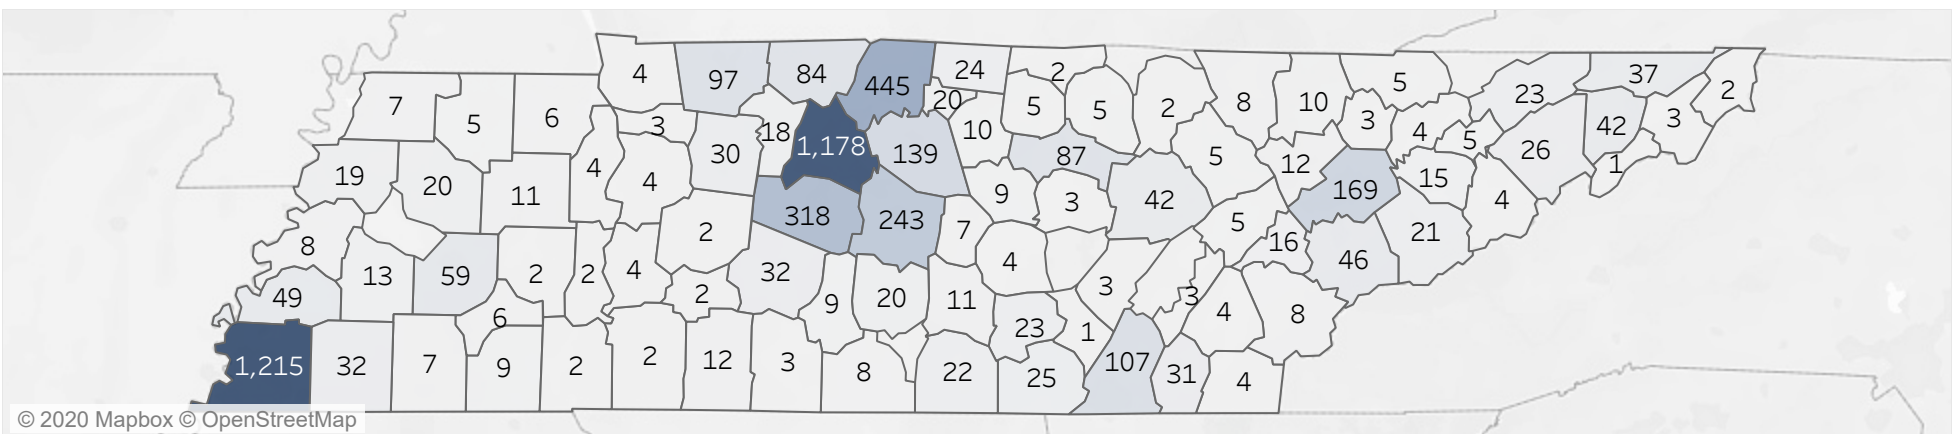 4 97 84 445 24 2 5 37 2
7 5 6 3 18 20 5 5 2 8 10 3 23 42 3
30 1,178 139 10 87 5 12 4 5 26 1
19 20 11 4 4 9 3 42 169 15 4
8 2 318 243 7 4 5 16 46 21
49 13 59 2 2 4 2 32 9 20 11 3 3 4 8
6 23 1
1,215 32 7 9 2 2 12 3 8 22 25 107 31 4
© 2020 Mapbox © OpenStreetMap